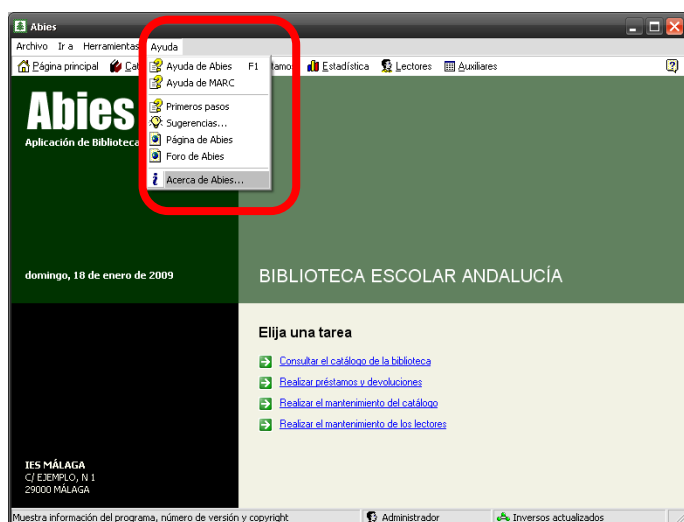 Abies
Archivo Ir a Herramientas Ayuda
Página principal Estadística Lectores Auxiliares
Ayuda de Abies F1
Ayuda de MARC
Primeros pasos
Sugerencias...
Página de Abies
Foro de Abies
Acerca de Abies...
Abies
Aplicación de Biblioteca
domingo, 18 de enero de 2009
BIBLIOTECA ESCOLAR ANDALUCÍA
Elija una tarea
Consultar el catálogo de la biblioteca
Realizar préstamos y devoluciones
Realizar el mantenimiento del catálogo
Realizar el mantenimiento de los lectores
IES MÁLAGA
C/ EJEMPLO, N 1
29000 MÁLAGA
Muestra información del programa, número de versión y copyright Administrador Inversos actualizados